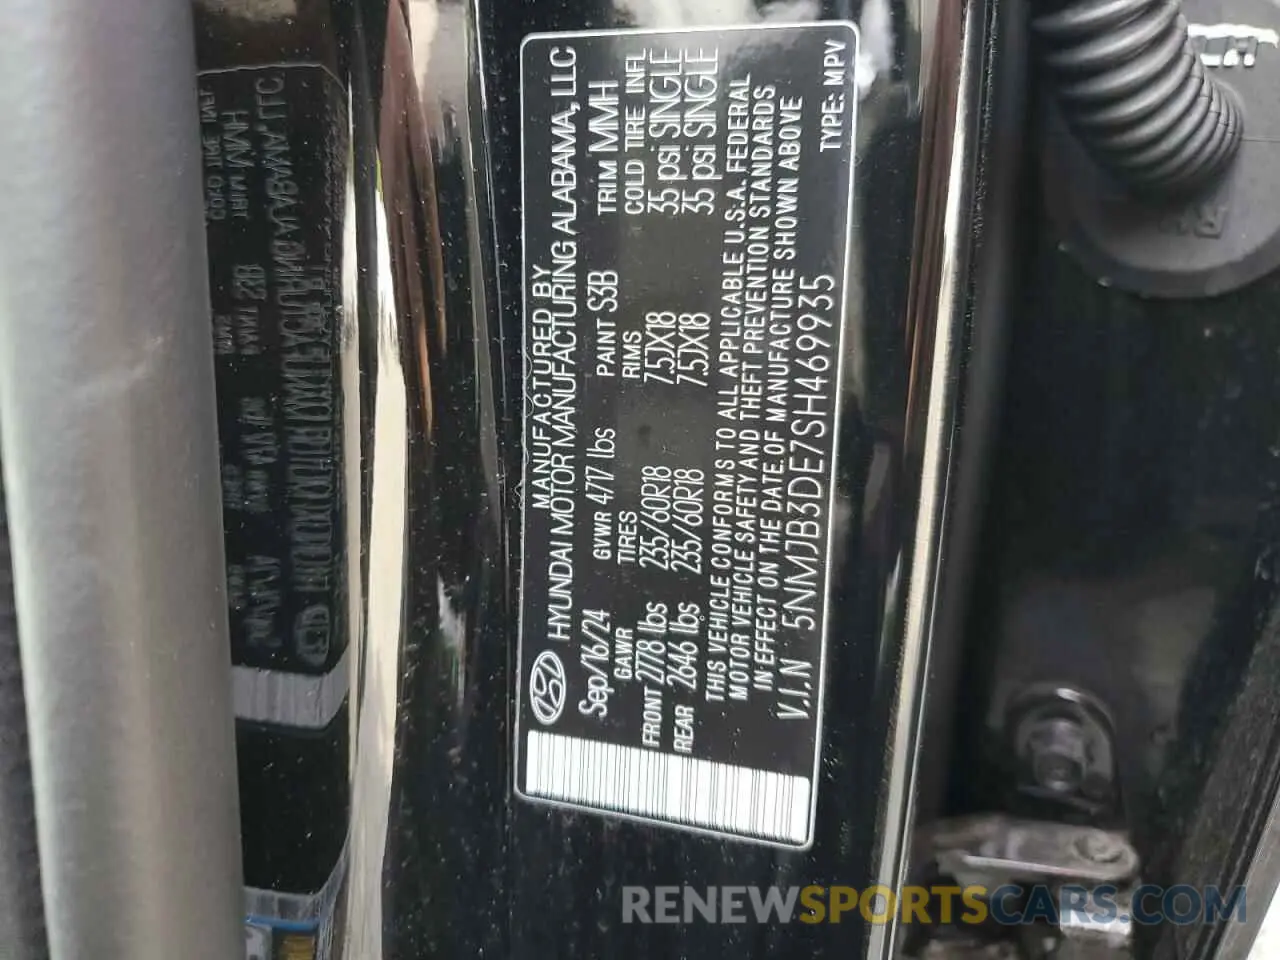 MANUFACTURED BY
HYUNDAI MOTOR MANUFACTURING ALABAMA, LLC
Sep/16/24 GVWR 4717 lbs PAINT S3B TRIM MMH
GAWR TIRES RIMS COLD TIRE INFL
FRONT 2778 lbs 235/60R18 7.5JX18 35 psi SINGLE
REAR 2646 lbs 235/60R18 7.5JX18 35 psi SINGLE
THIS VEHICLE CONFORMS TO ALL APPLICABLE U.S.A. FEDERAL
MOTOR VEHICLE SAFETY AND THEFT PREVENTION STANDARDS
IN EFFECT ON THE DATE OF MANUFACTURE SHOWN ABOVE
V.I.N 5NMJB3DE7SH469935 TYPE: MPV
RENEWSPORTSCARS.COM